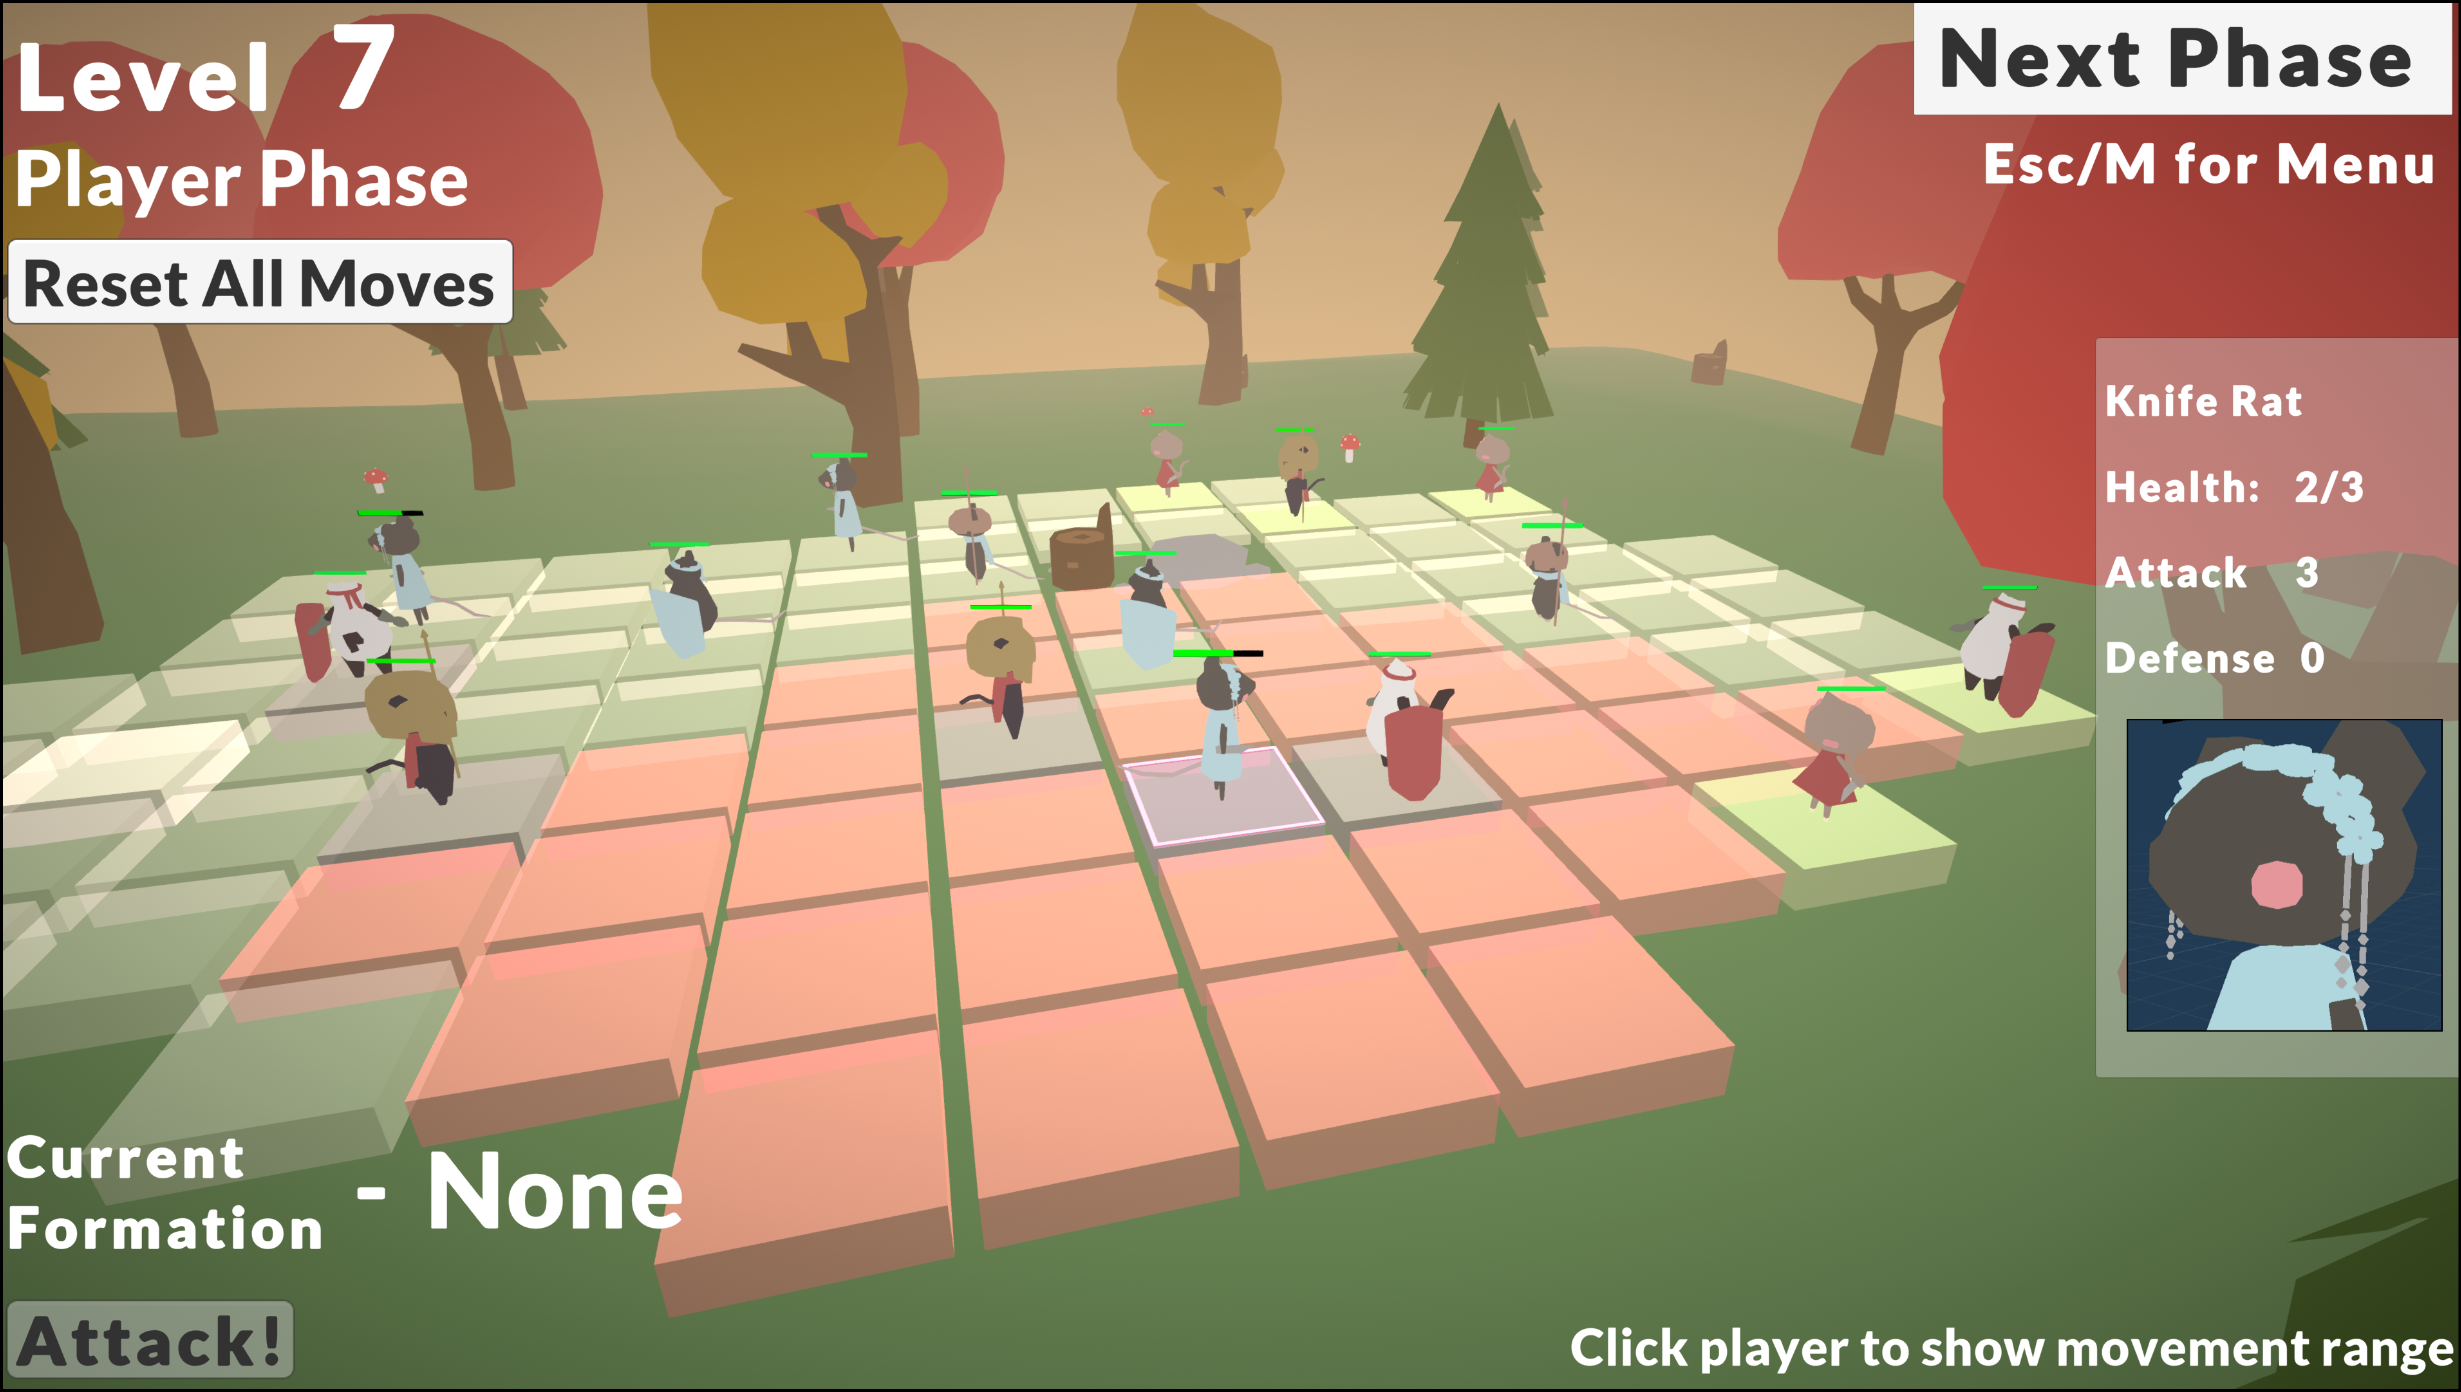 Level 7
Player Phase
Reset All Moves
Next Phase
Esc/M for Menu
Knife Rat
Health: 2/3
Attack 3
Defense 0
Current
Formation
- None
Attack!
Click player to show movement range